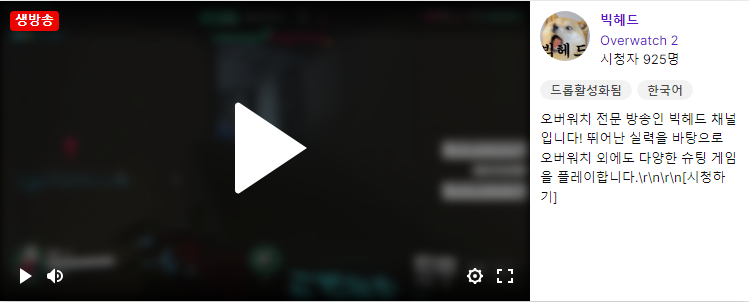 생방송
빅헤드
빅헤드
Overwatch 2
시청자 925명
드롭활성화됨
한국어
오버워치 전문 방송인 빅헤드 채널
입니다! 뛰어난 실력을 바탕으로
오버워치 외에도 다양한 슈팅 게임
을 플레이합니다.\r\n\r\n[시청하
기]